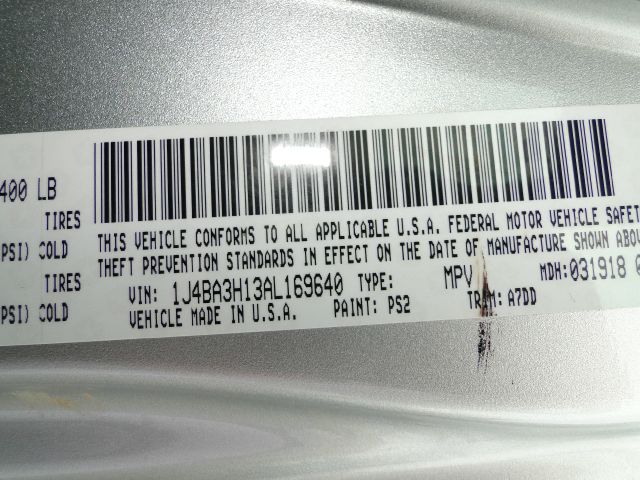 400 LB
TIRES
PSI) COLD
TIRES
PSI) COLD
THIS VEHICLE CONFORMS TO ALL APPLICABLE U.S.A. FEDERAL MOTOR VEHICLE SAFET
THEFT PREVENTION STANDARDS IN EFFECT ON THE DATE OF MANUFACTURE SHOWN ABOV
VIN: 1J4BA3H13AL169640 TYPE: MPV MDH:031918 0
VEHICLE MADE IN U.S.A. PAINT: PS2 TRIM: A7DD